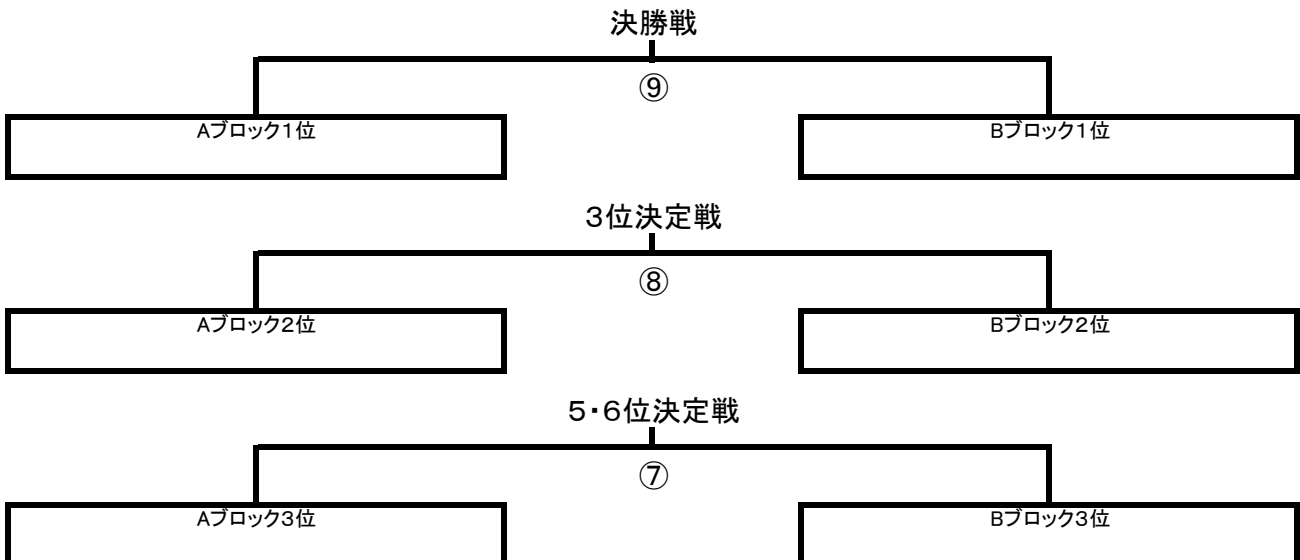 決勝戦
⑨
Aブロック１位
Bブロック１位
３位決定戦
⑧
Aブロック２位
Bブロック２位
５・６位決定戦
⑦
Aブロック３位
Bブロック３位